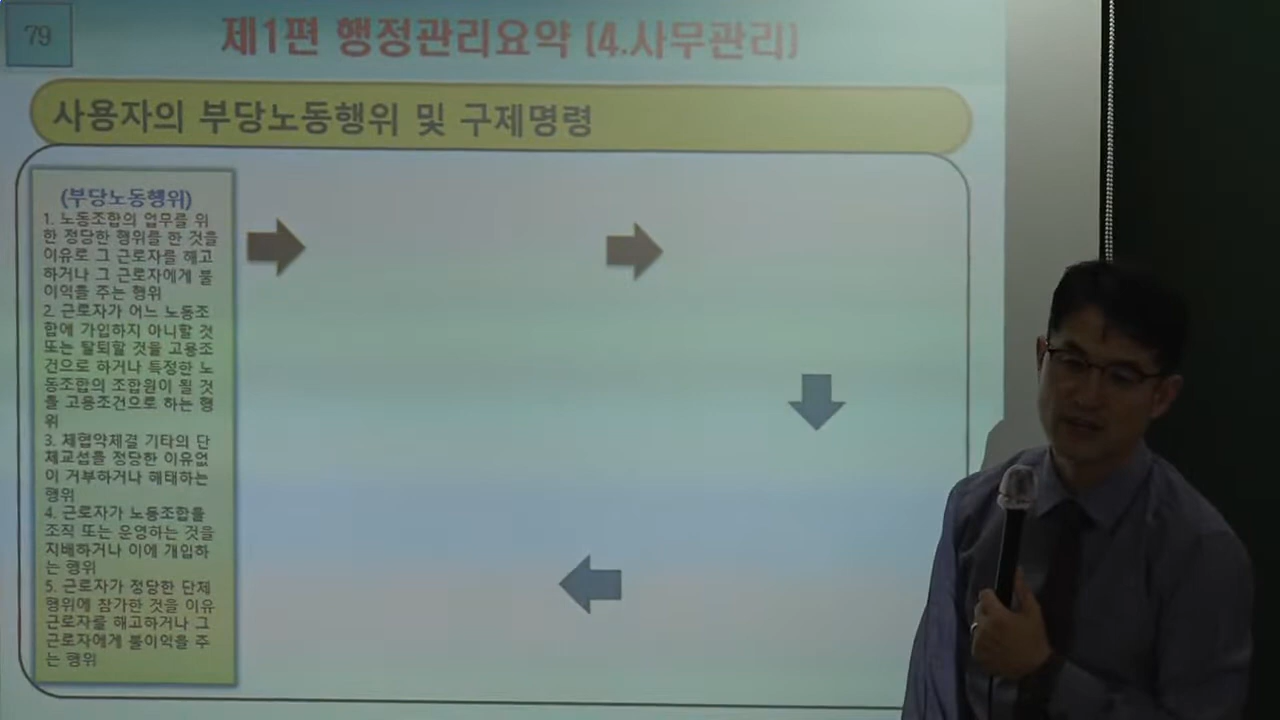 79
제1편 행정관리요약 (4.사무관리)
사용자의 부당노동행위 및 구제명령
(부당노동행위)
1. 노동조합의 업무를 위
한 정당한 행위를 한 것을
이유로 그 근로자를 해고
하거나 그 근로자에게 불
이익를 주는 행위
2. 근로자가 어느 노동조
합에 가입하지 아니할 것
또는 탈퇴할 것을 고용조
건으로 하거나 특정한 노
동조합의 조합원이 될 것
을 고용조건으로 하는 행
위
3. 체협약체결 기타의 단
체교섭를 정당한 이유없
이 거부하거나 해태하는
행위
4. 근로자가 노동조합을
조직 또는 운영하는 것을
지배하거나 이에 개입하
는 행위
5. 근로자가 정당한 단체
행위에 참가한 것을 이유
근로자를 해고하거나 그
근로자에게 불이익을 주
는 행위